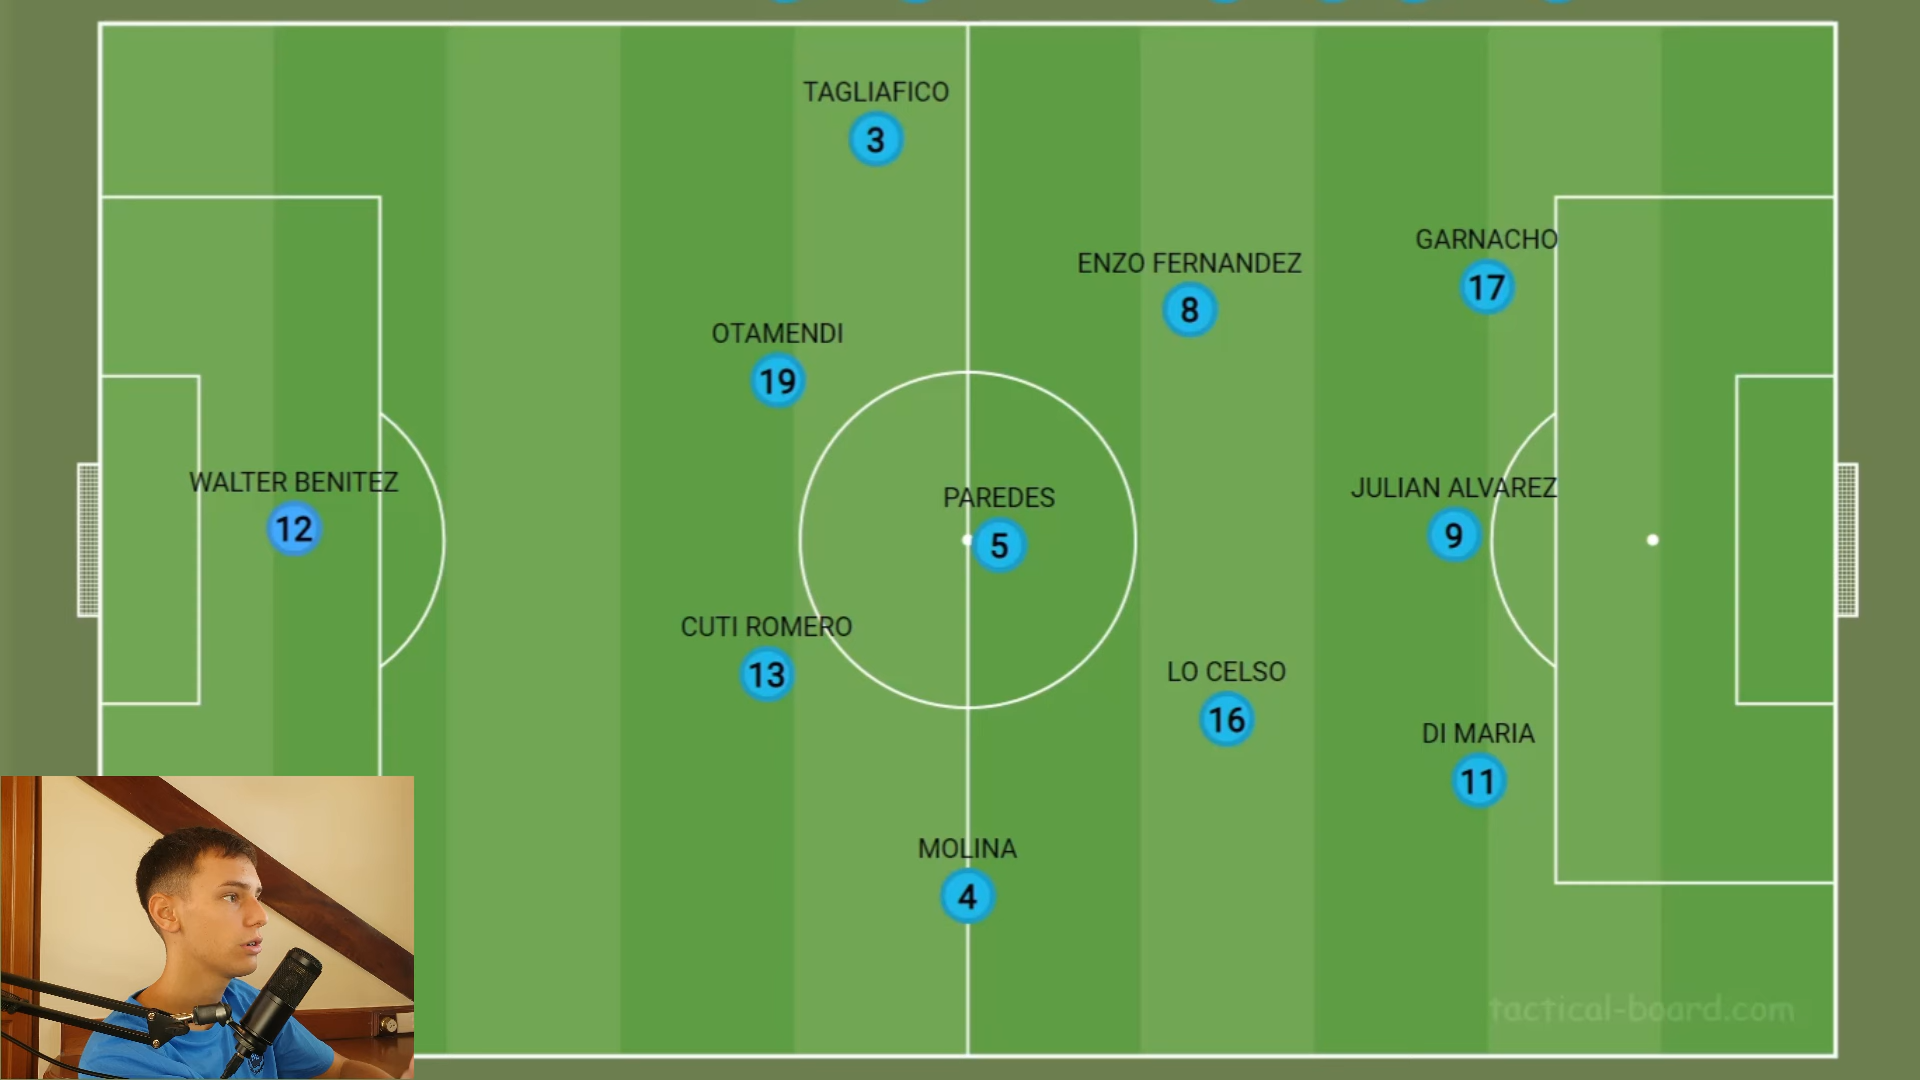 TAGLIAFICO
3
GARNACHO
17
ENZO FERNANDEZ
8
OTAMENDI
19
WALTER BENITEZ
12
PAREDES
5
JULIAN ALVAREZ
9
CUTI ROMERO
13
LO CELSO
16
DI MARIA
11
MOLINA
4
tactical-board.com